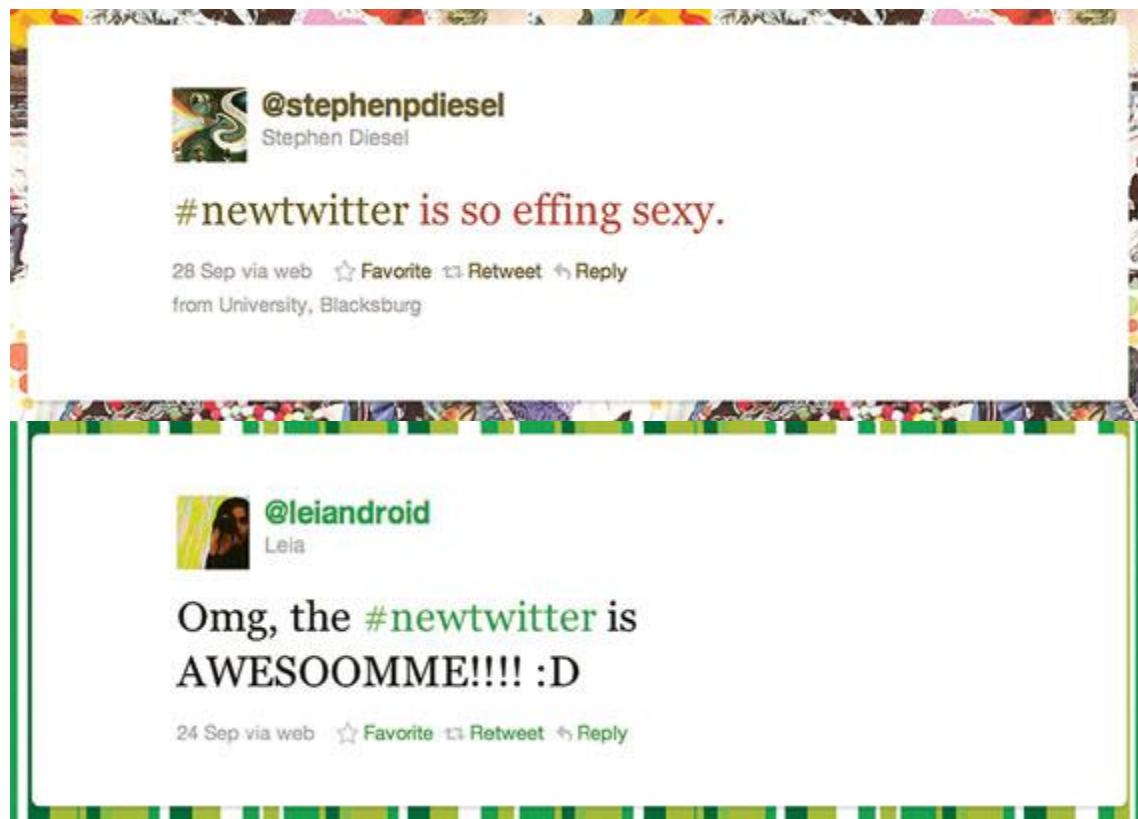 @stephenpdiesel
Stephen Diesel
#newtwitter is so effing sexy.
28 Sep via web Favorite Retweet Reply
from University, Blacksburg
@leiandroid
Leia
Omg, the #newtwitter is
AWESOOMME!!!! :D
24 Sep via web Favorite Retweet Reply